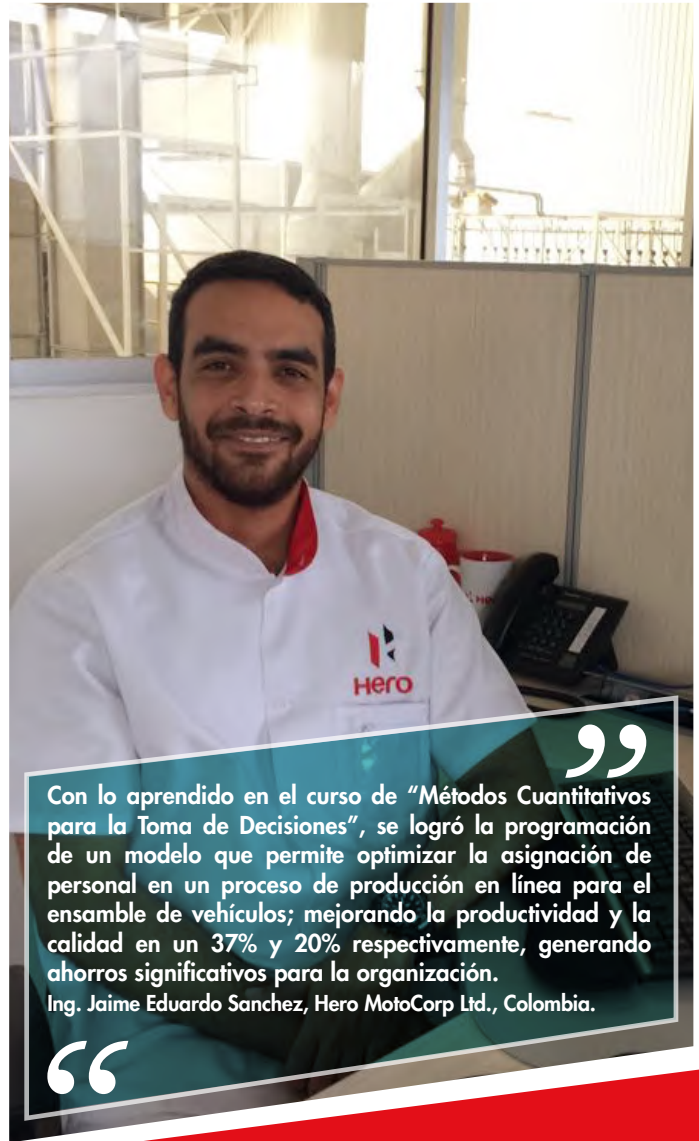 Hero
Con lo aprendido en el curso de “Métodos Cuantitativos
para la Toma de Decisiones”, se logró la programación
de un modelo que permite optimizar la asignación de
personal en un proceso de producción en línea para el
ensamble de vehículos; mejorando la productividad y la
calidad en un 37% y 20% respectivamente, generando
ahorros significativos para la organización.
Ing. Jaime Eduardo Sanchez, Hero MotoCorp Ltd., Colombia.